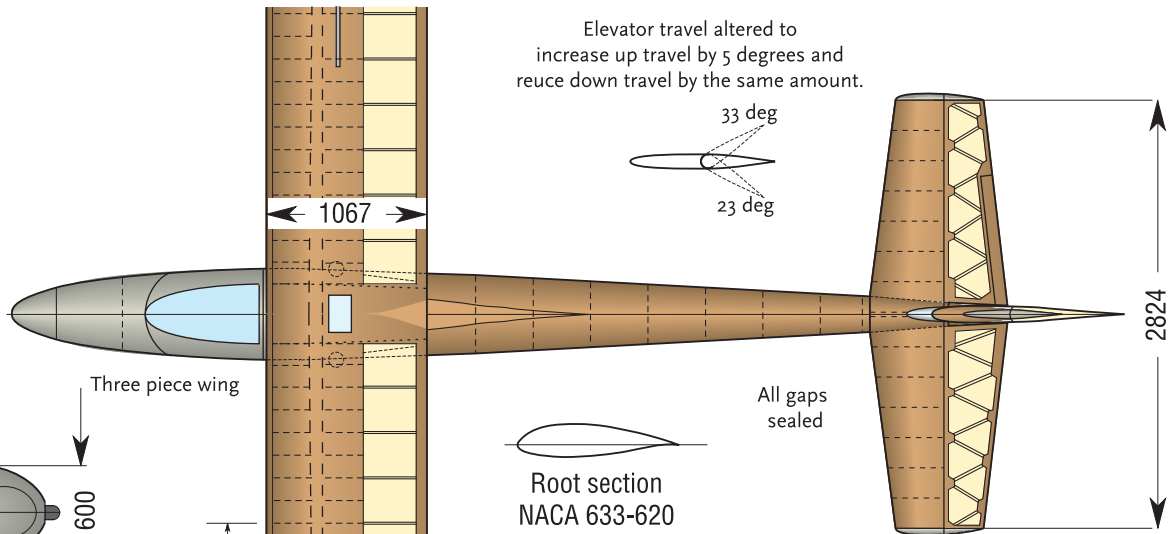 Elevator travel altered to
increase up travel by 5 degrees and
reuce down travel by the same amount.
33 deg
23 deg
1067
2824
Three piece wing
All gaps
sealed
600
Root section
NACA 633-620